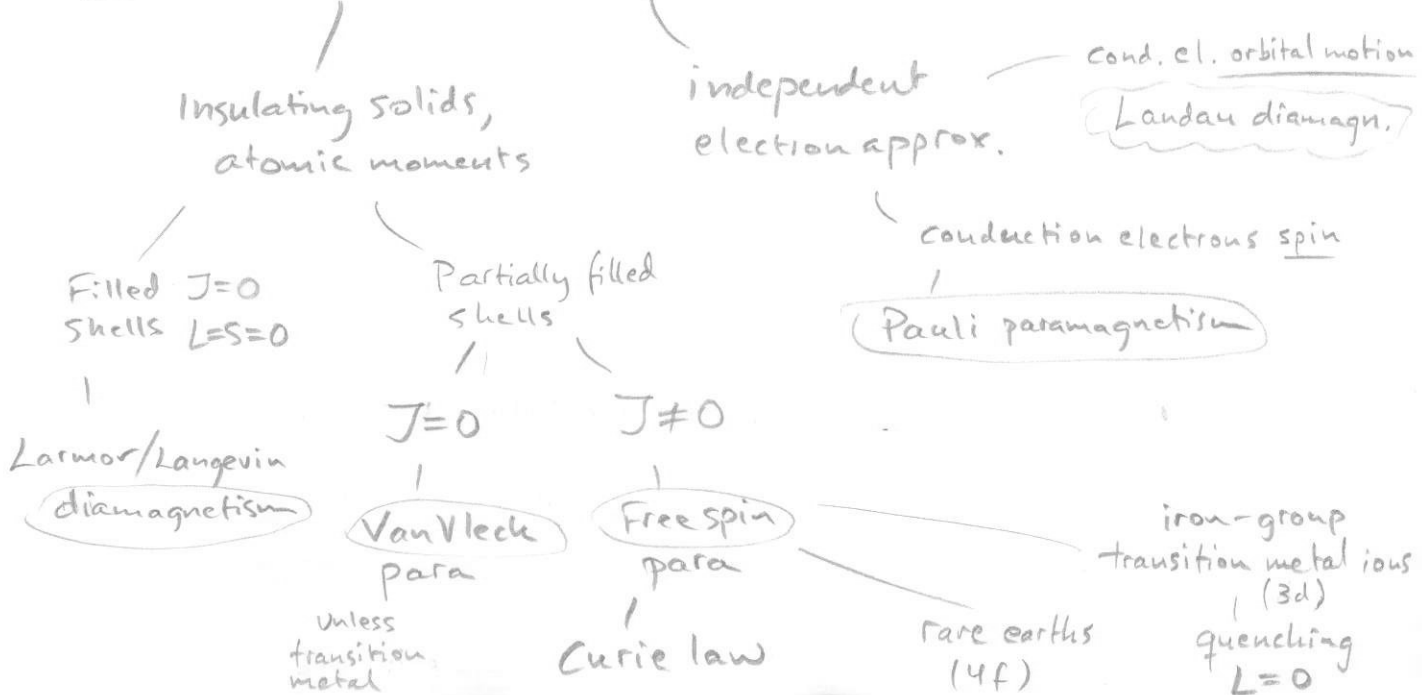 Insulating solids,
atomic moments
independent
electron approx.
cond. el. orbital motion
Landau diamagn.
conduction electrons spin
Pauli paramagnetism
Filled J=0
shells L=S=0
Partially filled
shells
Larmor/Langevin
diamagnetism
J=0
J≠0
Van Vleck
para
unless
transition
metal
Free spin
para
Curie law
rare earths
(4f)
iron-group
transition metal ions
(3d)
quenching
L=0